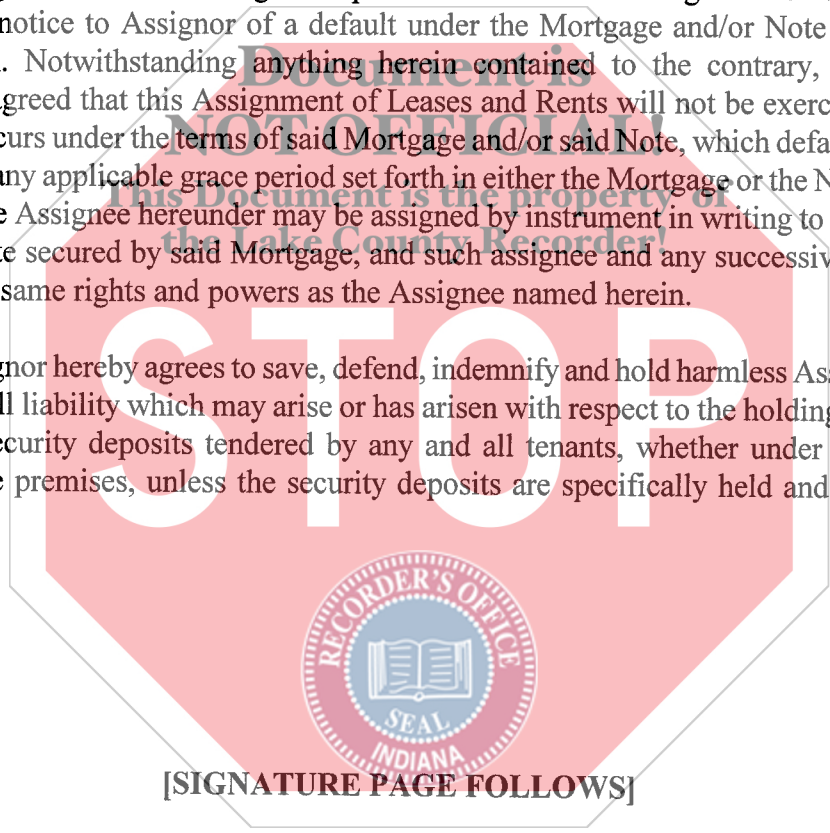 notice to Assignor of a default under the Mortgage and/or Note
. Notwithstanding anything herein contained to the contrary,
greed that this Assignment of Leases and Rents will not be exerc
curs under the terms of said Mortgage and/or said Note, which defa
any applicable grace period set forth in either the Mortgage or the N
e Assignee hereunder may be assigned by instrument in writing to
te secured by said Mortgage, and such assignee and any successiv
same rights and powers as the Assignee named herein.
gnor hereby agrees to save, defend, indemnify and hold harmless Ass
ll liability which may arise or has arisen with respect to the holding
ecurity deposits tendered by any and all tenants, whether under
e premises, unless the security deposits are specifically held and
[SIGNATURE PAGE FOLLOWS]
Document is
NOT OFFICIAL!
This Document is the property of
the Lake County Recorder!
STOP
RECORDER'S OFFICE
SEAL
INDIANA